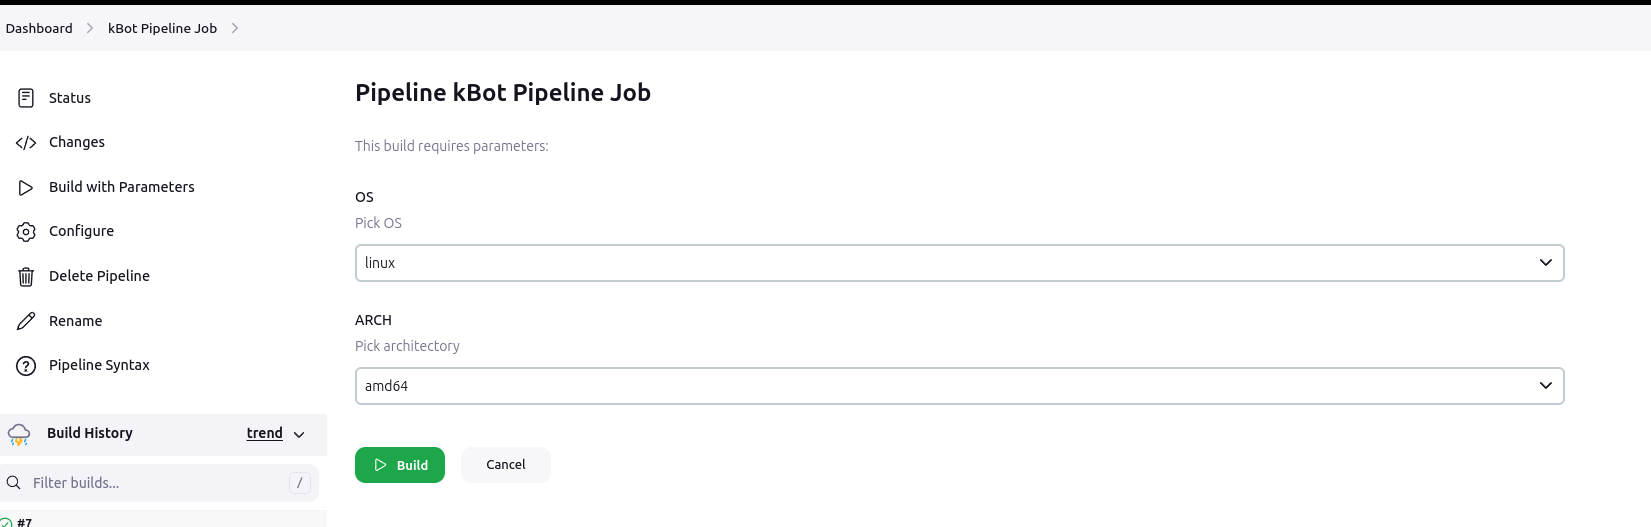 Dashboard > kBot Pipeline Job >
Status
Changes
Build with Parameters
Configure
Delete Pipeline
Rename
Pipeline Syntax
Build History trend
Filter builds... /
#7
Pipeline kBot Pipeline Job
This build requires parameters:
OS
Pick OS
linux
ARCH
Pick architectory
amd64
Build Cancel